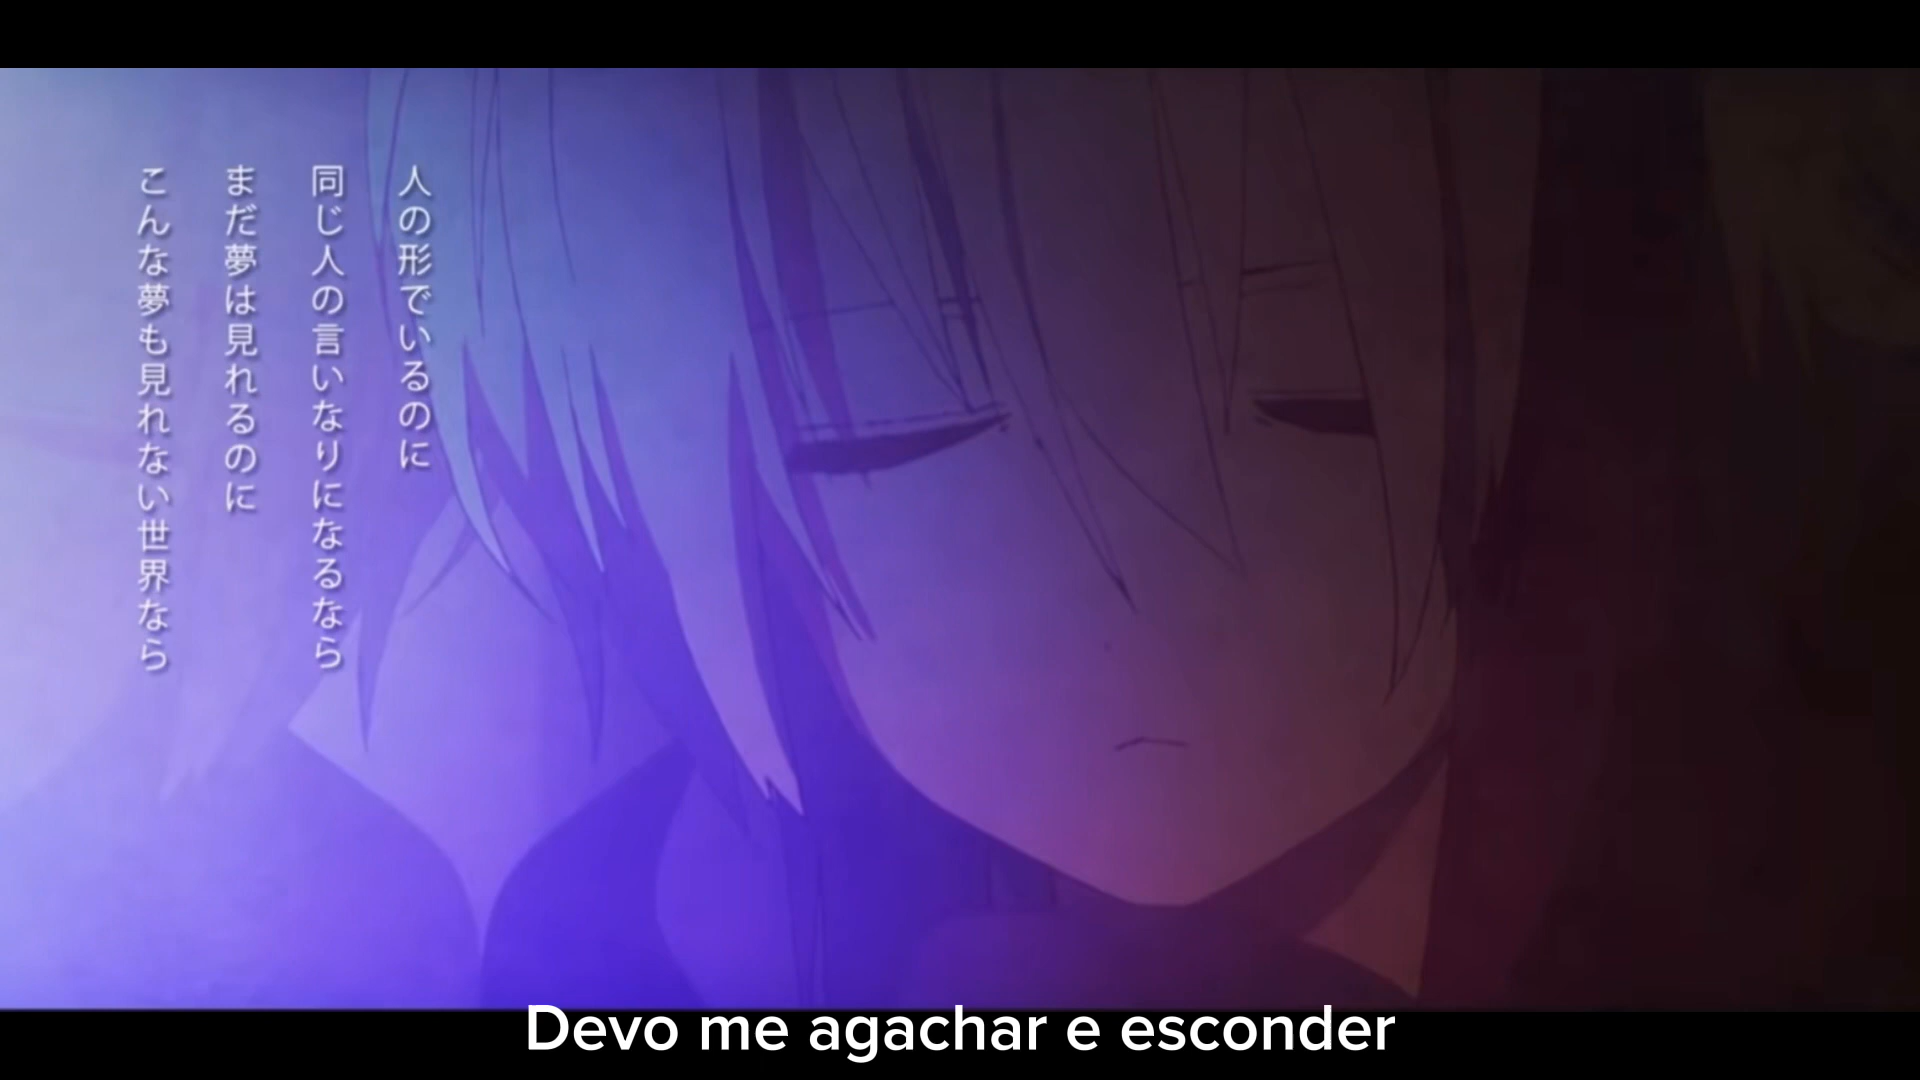 人の形でいるのに
同じ人の言いなりになるなら
まだ夢は見れるのに
こんな夢も見れない世界なら
Devo me agachar e esconder